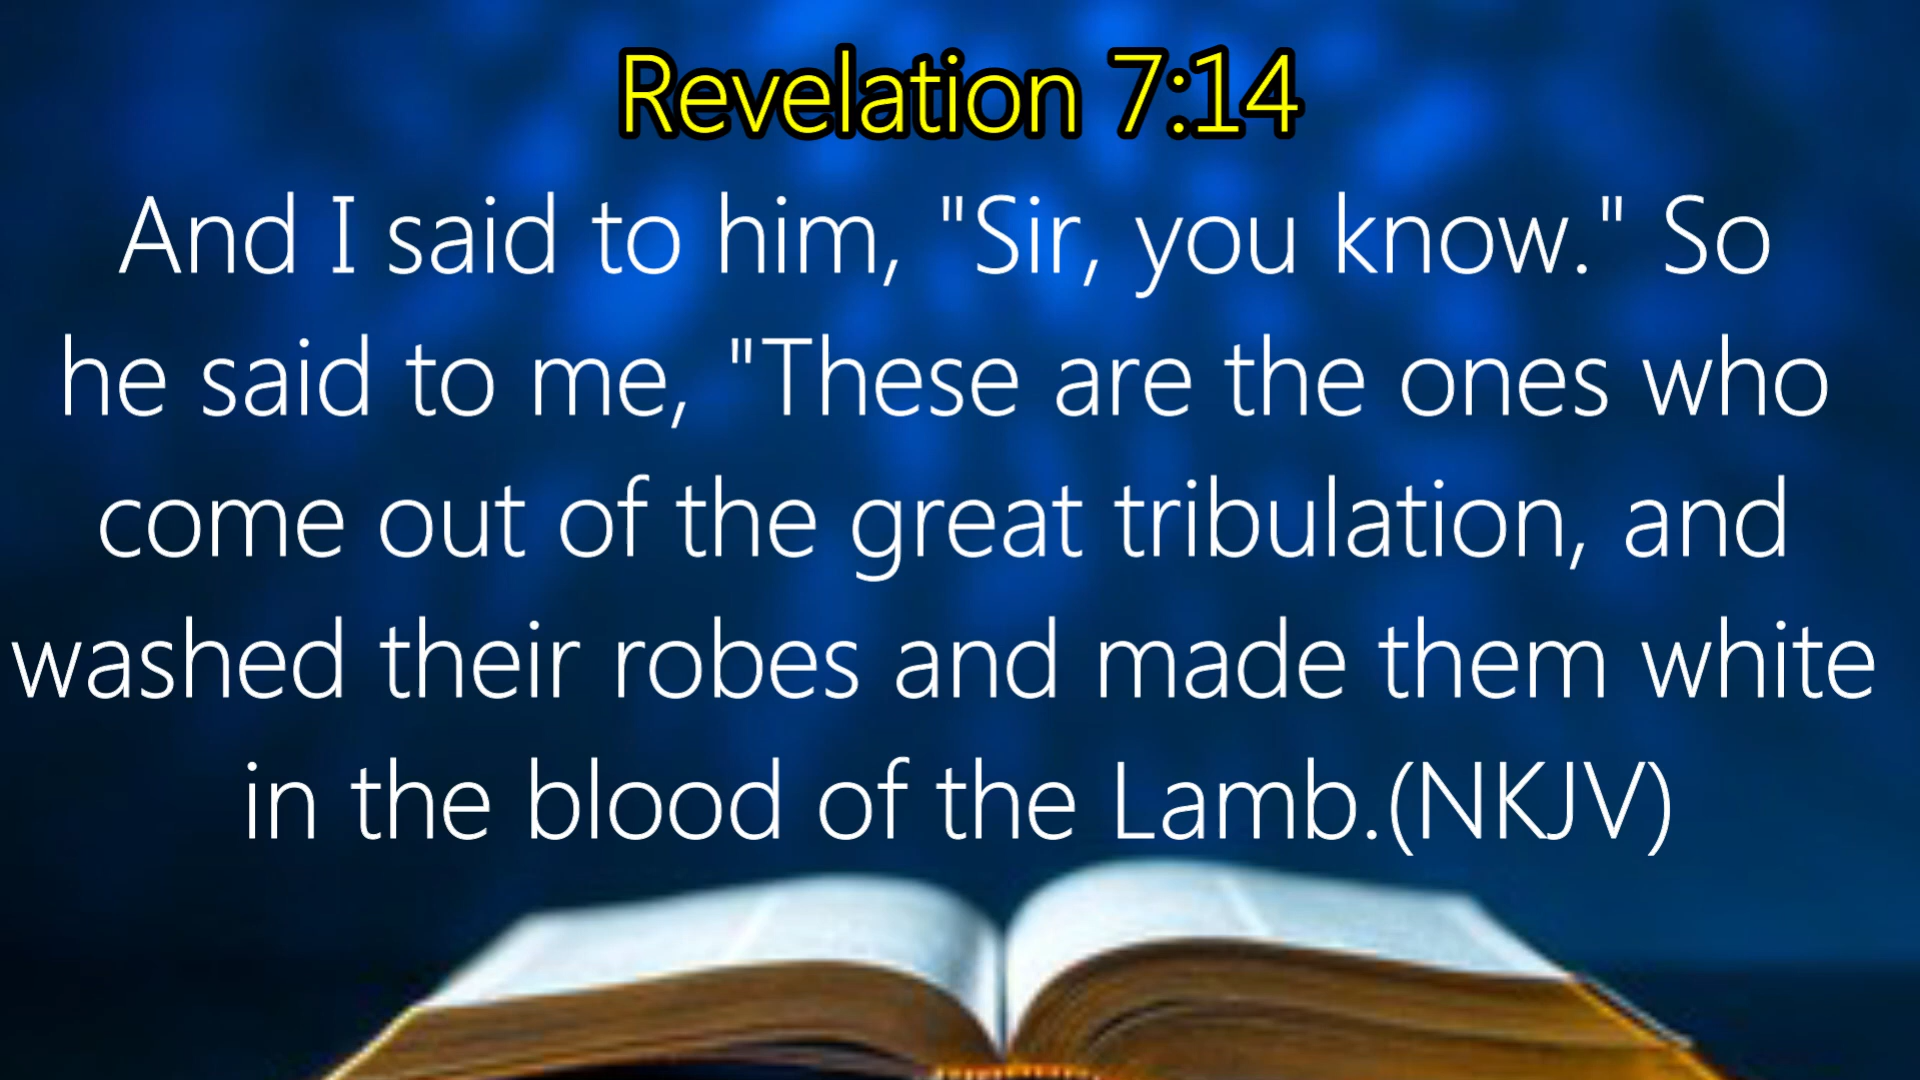 Revelation 7:14
And I said to him, "Sir, you know." So
he said to me, "These are the ones who
come out of the great tribulation, and
washed their robes and made them white
in the blood of the Lamb.(NKJV)